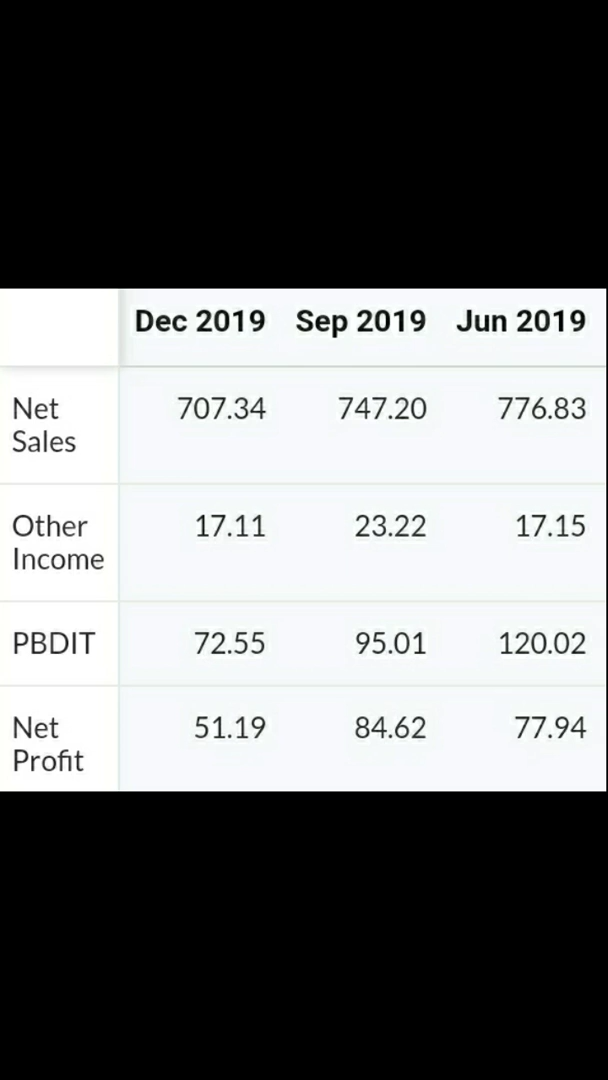 Dec 2019 Sep 2019 Jun 2019
Net Sales 707.34 747.20 776.83
Other Income 17.11 23.22 17.15
PBDIT 72.55 95.01 120.02
Net Profit 51.19 84.62 77.94